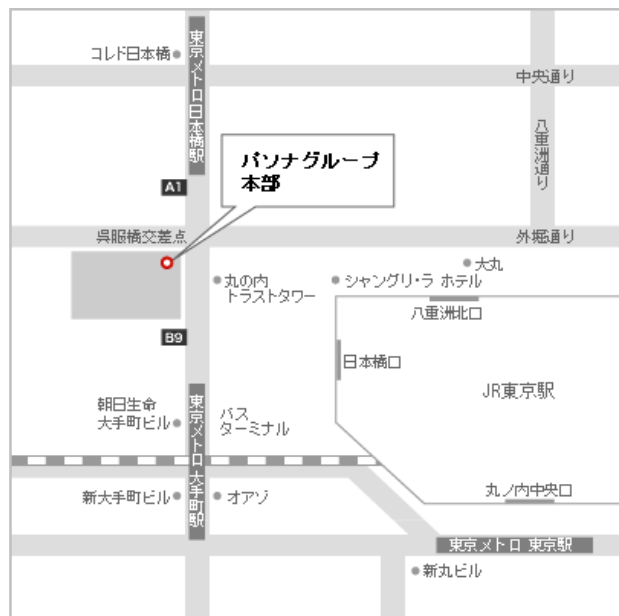 コレド日本橋
東京メトロ日本橋駅
中央通り
八重洲通り
パソナグループ
本部
A1
呉服橋交差点
外堀通り
大丸
丸の内
トラストタワー
シャングリ・ラ ホテル
八重洲北口
B9
日本橋口
JR東京駅
朝日生命
大手町ビル
東京メトロ 大手町駅
バス
ターミナル
丸ノ内中央口
新大手町ビル
オアゾ
東京メトロ 東京駅
新丸ビル